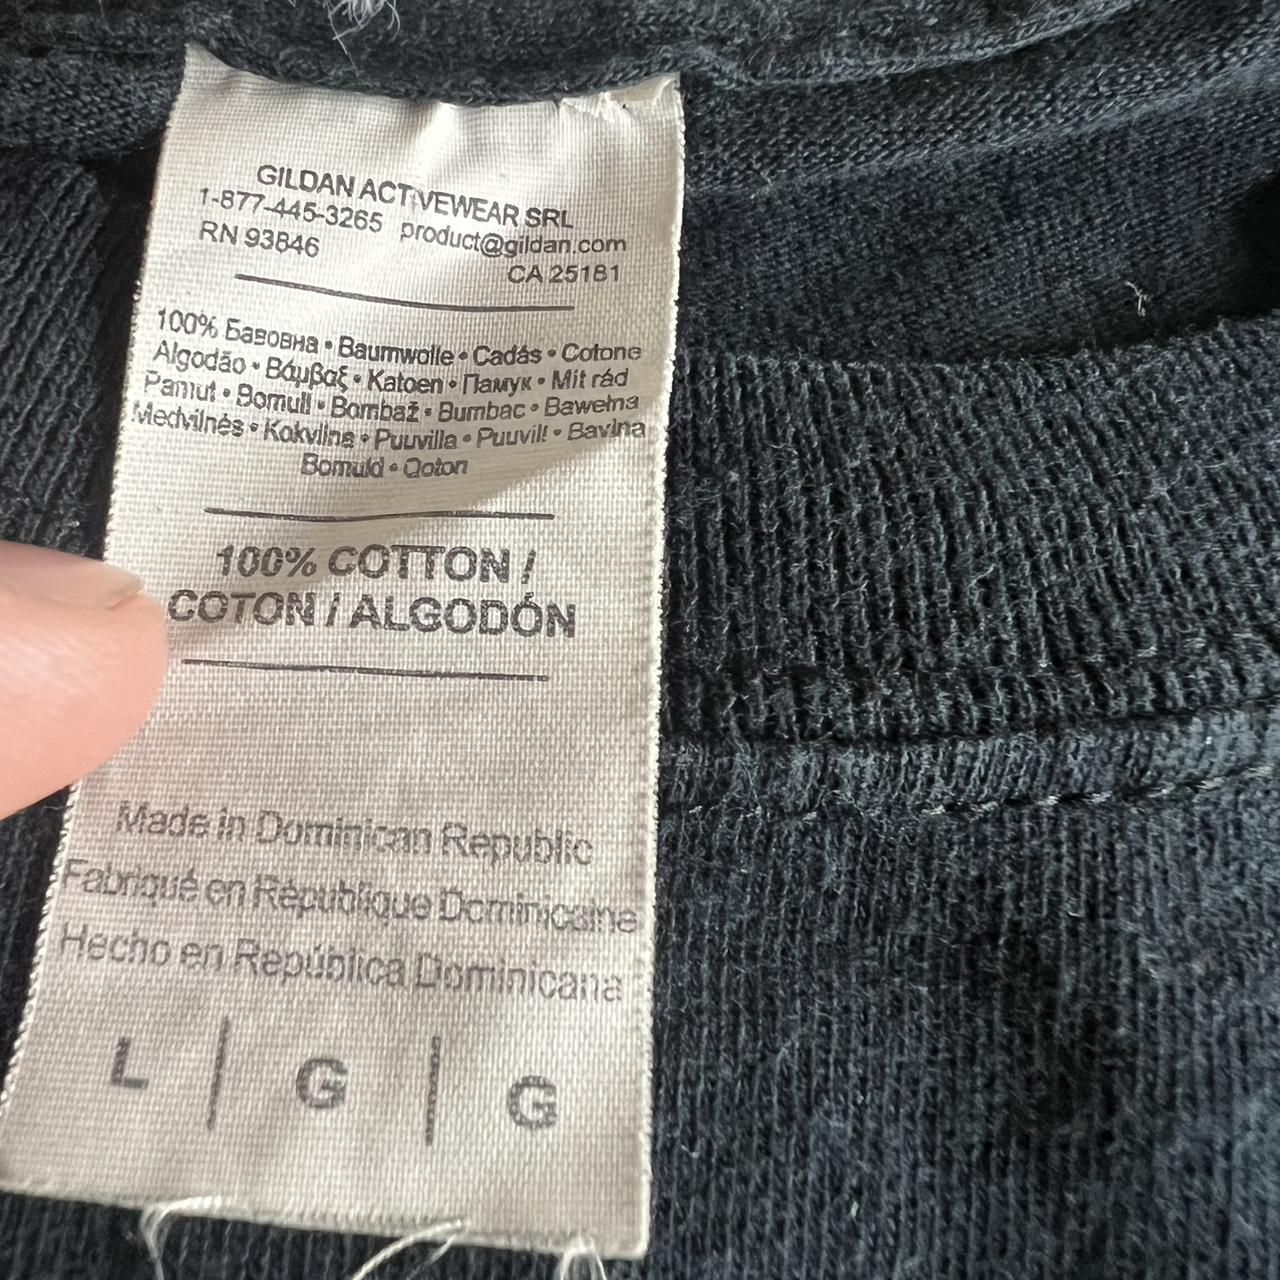 GILDAN ACTIVEWEAR SRL
1-877-445-3265 product@gildan.com
RN 93846 CA 25181
100% Бавовна • Baumwolle • Cadás • Cotone
Algodão • Βάμβαξ • Katoen • Памук • Mit rád
Pamut • Bomull • Bombaž • Bumbac • Bawełna
Medvilnės • Kokvilna • Puuvilla • Puuvill • Bavlna
Bomuld • Qoton
100% COTTON /
COTON / ALGODÓN
Made in Dominican Republic
Fabriqué en République Dominicaine
Hecho en República Dominicana
L | G | G